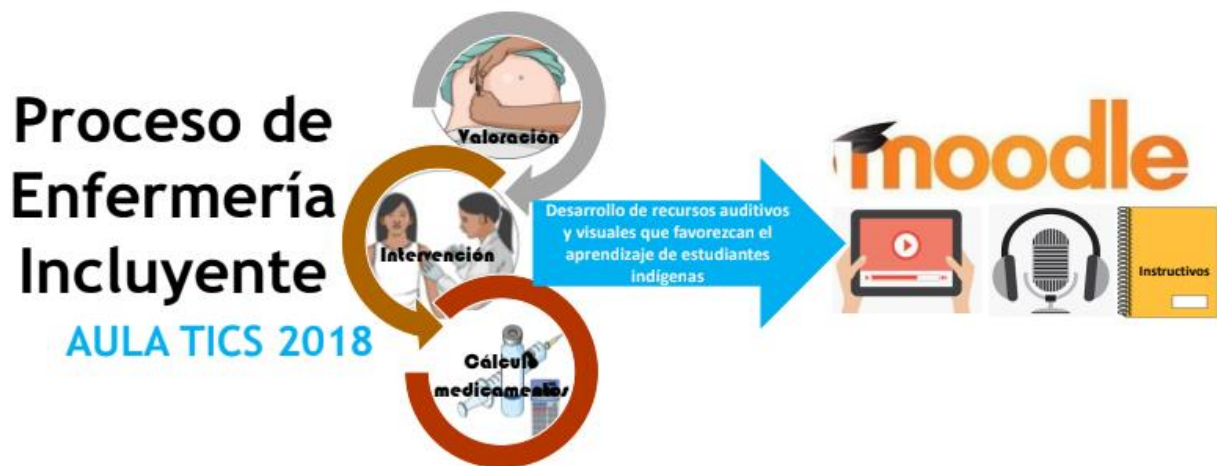 Proceso de
Enfermería
Incluyente
AULA TICS 2018
Valoración
Intervención
Cálculo
medicamentos
Desarrollo de recursos auditivos
y visuales que favorezcan el
aprendizaje de estudiantes
indígenas
moodle
Instructivos